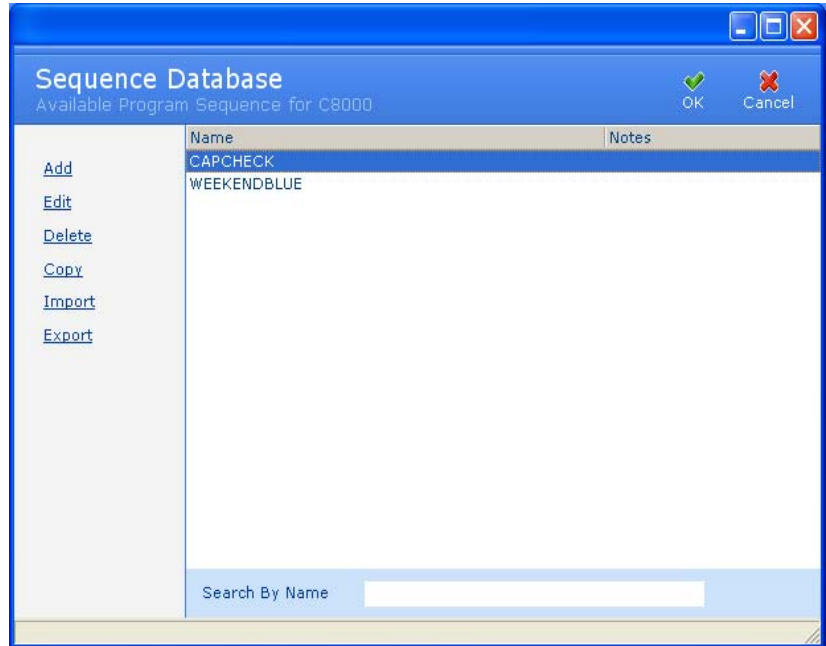 Sequence Database
Available Program Sequence for C8000
OK Cancel
Name Notes
CAPCHECK
WEEKENDBLUE
Add
Edit
Delete
Copy
Import
Export
Search By Name